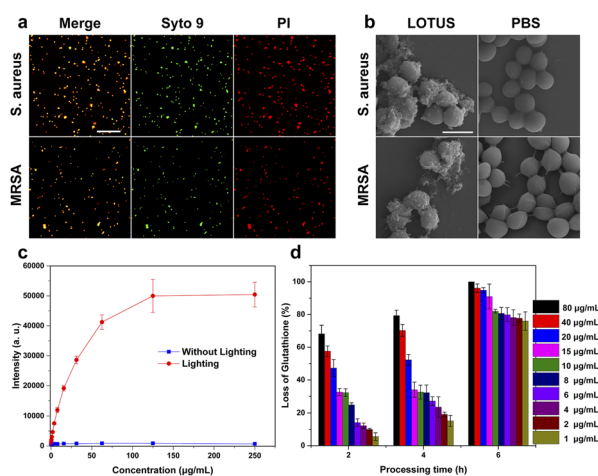 a
Merge Syto 9 PI
S. aureus
MRSA
b
LOTUS PBS
c
60000
50000
40000
30000
20000
10000
0
Intensity (a. u.)
Without Lighting
Lighting
0 50 100 150 200 250
Concentration (µg/mL)
d
100
80
60
40
20
0
Loss of Glutathione (%)
2 4 6
Processing time (h)
80 µg/mL
40 µg/mL
20 µg/mL
15 µg/mL
10 µg/mL
8 µg/mL
6 µg/mL
4 µg/mL
2 µg/mL
1 µg/mL